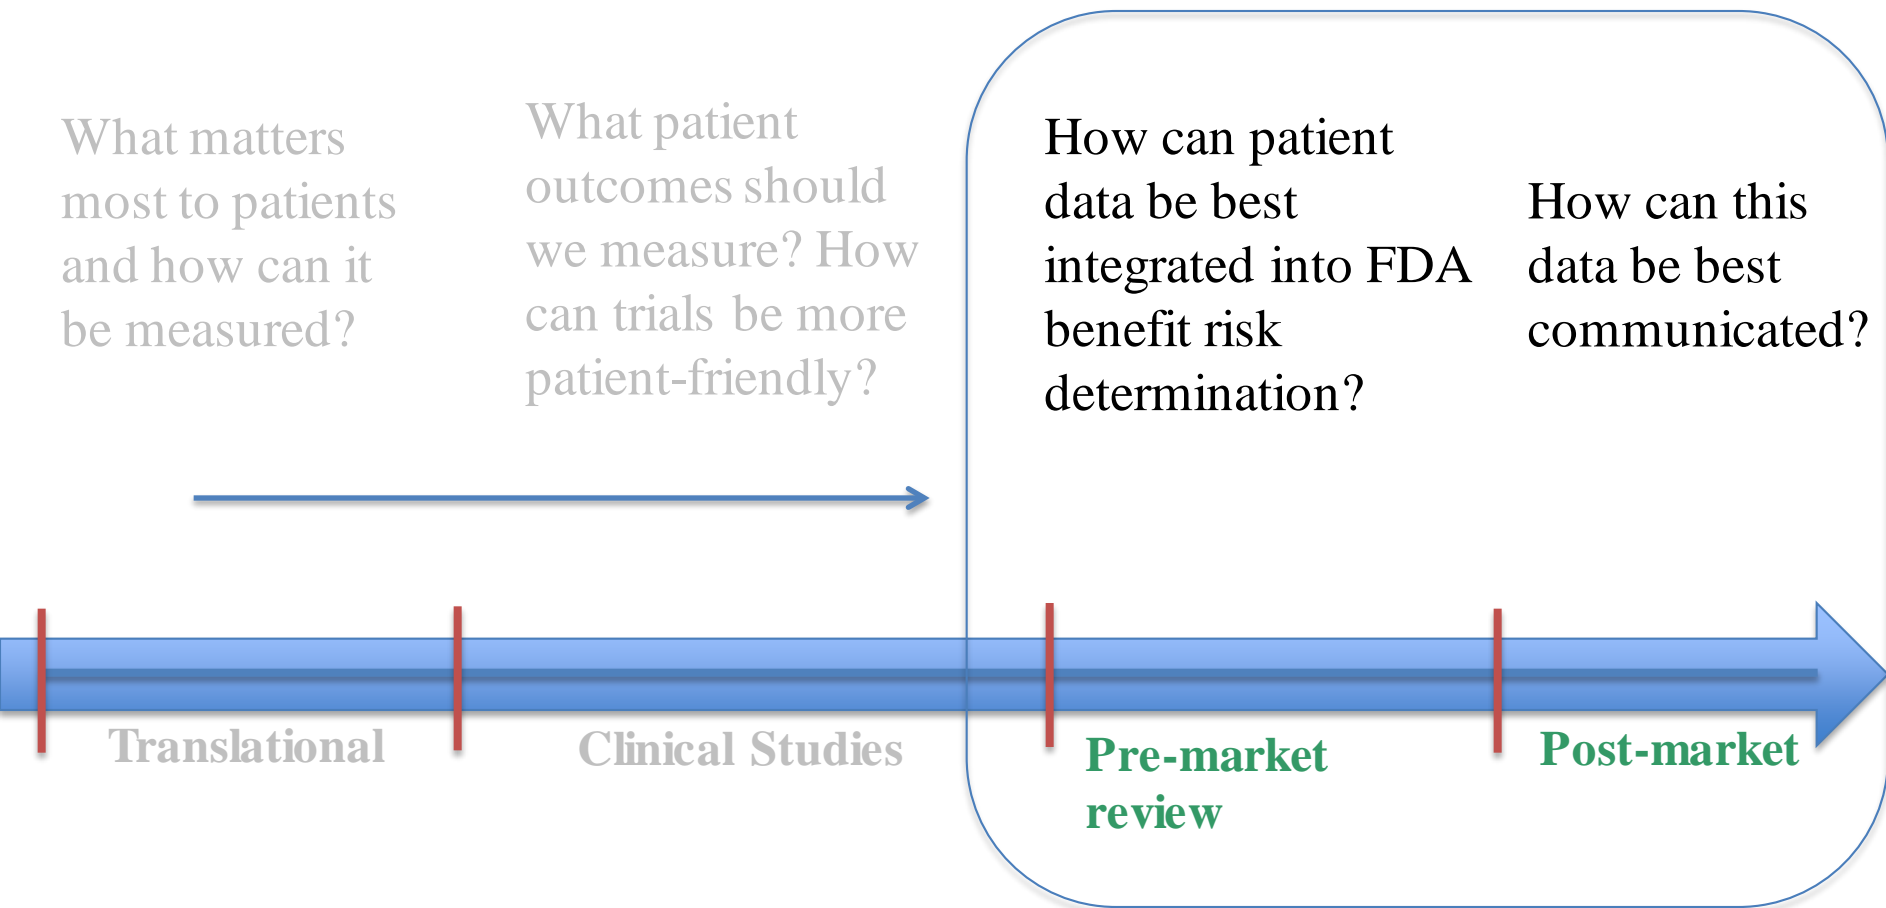 What matters
most to patients
and how can it
be measured?
What patient
outcomes should
we measure? How
can trials be more
patient-friendly?
How can patient
data be best
integrated into FDA
benefit risk
determination?
How can this
data be best
communicated?
Translational
Clinical Studies
Pre-market
review
Post-market